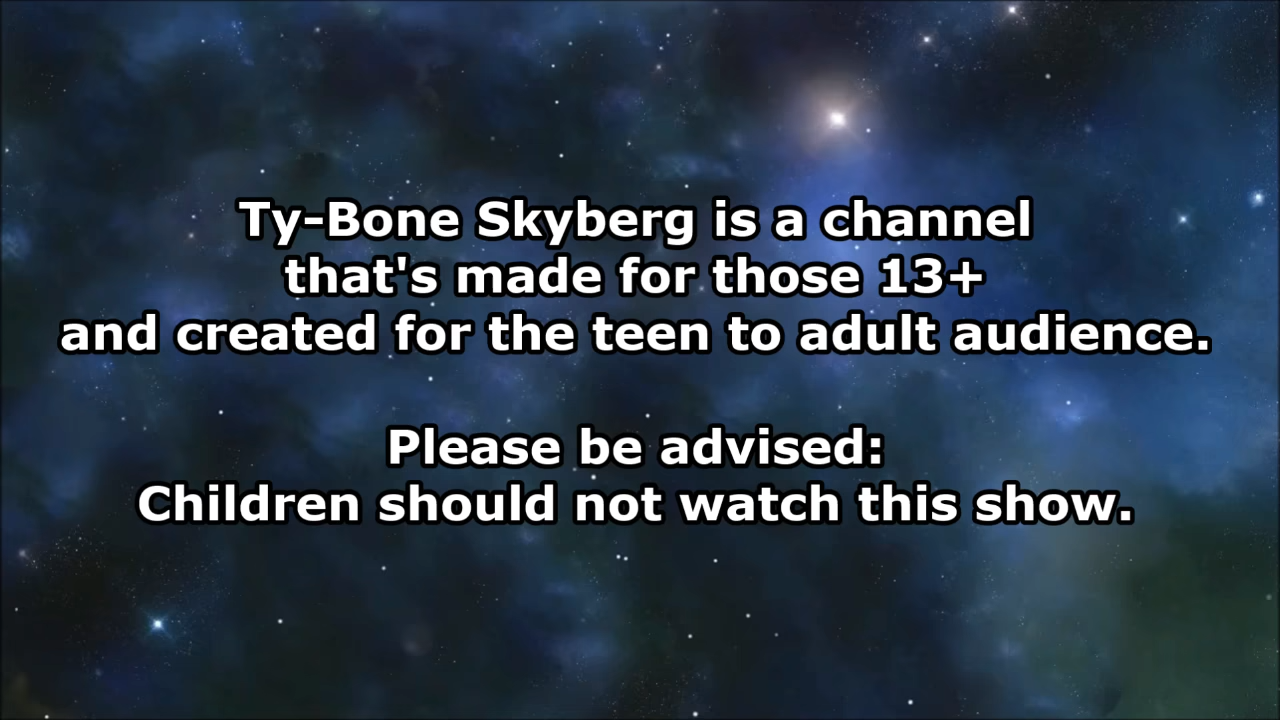 Ty-Bone Skyberg is a channel
that's made for those 13+
and created for the teen to adult audience.
Please be advised:
Children should not watch this show.